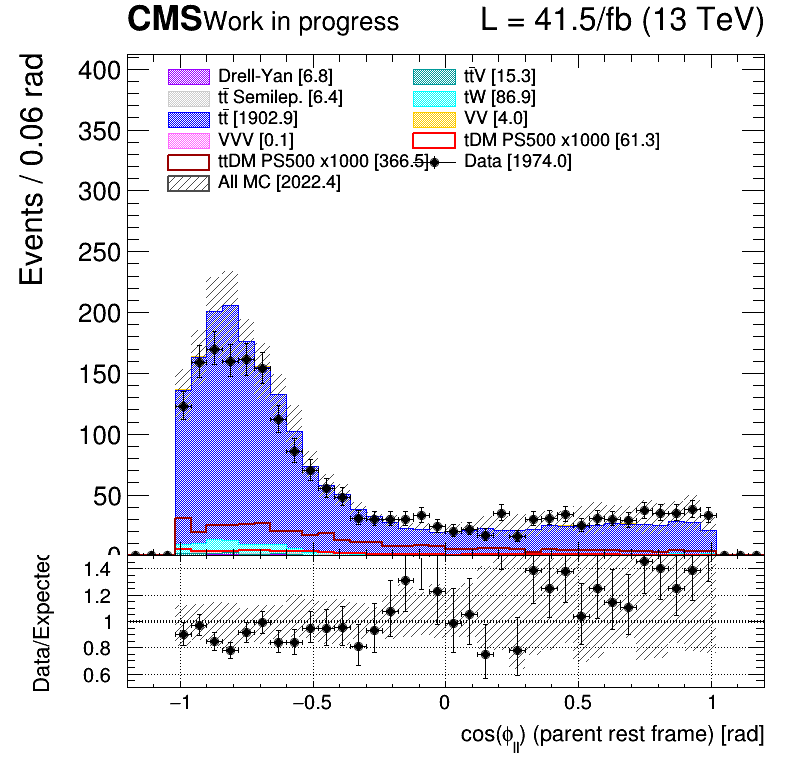 CMS Work in progress L = 41.5/fb (13 TeV)
Events / 0.06 rad
400
350
300
250
200
150
100
50
0
Drell-Yan [6.8]
tt̄ Semilep. [6.4]
tt̄ [1902.9]
VVV [0.1]
ttDM PS500 x1000 [366.5]
All MC [2022.4]
tt̄V [15.3]
tW [86.9]
VV [4.0]
tDM PS500 x1000 [61.3]
Data [1974.0]
Data/Expected
1.4
1.2
1
0.8
0.6
−1 −0.5 0 0.5 1
cos(ϕll) (parent rest frame) [rad]